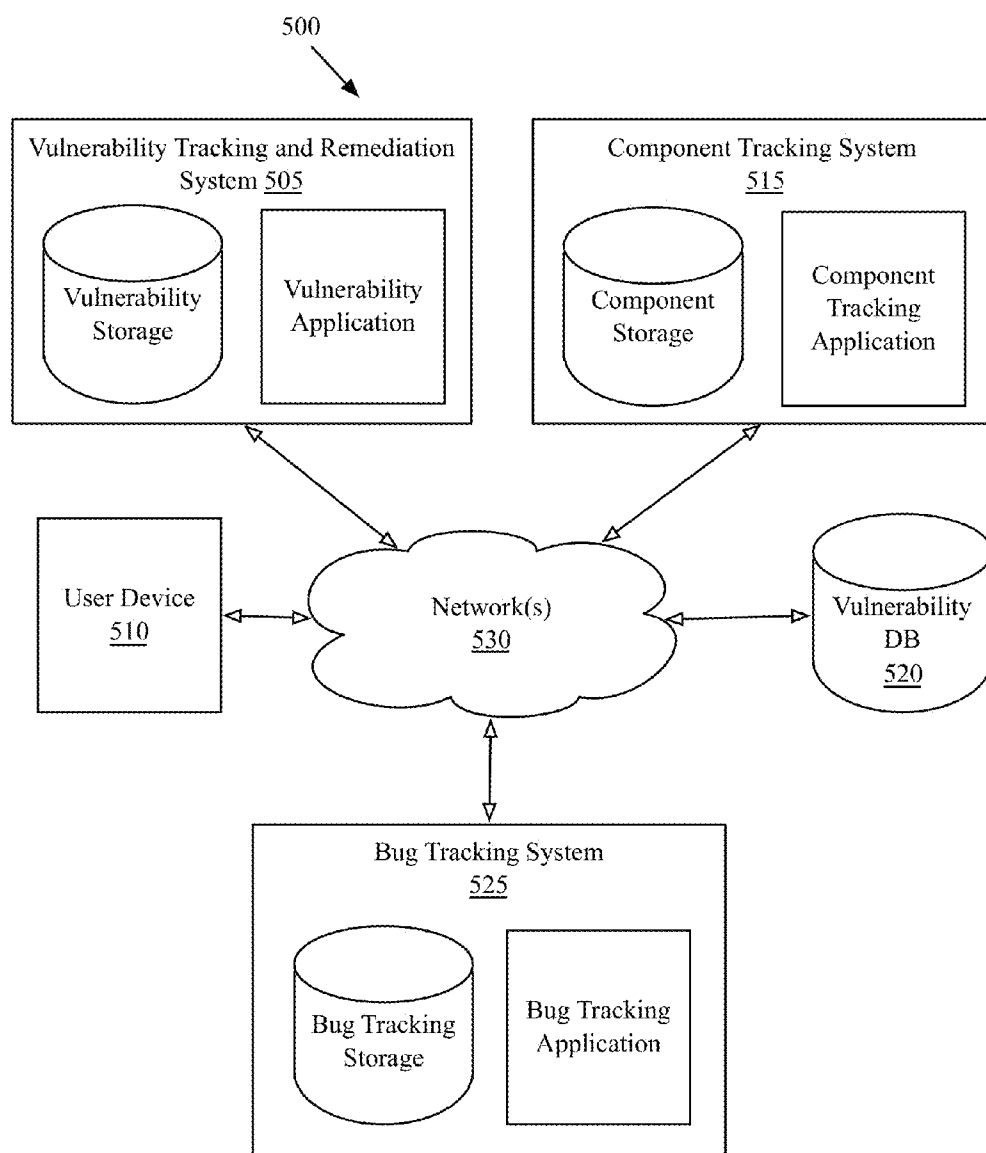 500
Vulnerability Tracking and Remediation
System 505
Vulnerability
Storage
Vulnerability
Application
Component Tracking System
515
Component
Storage
Component
Tracking
Application
User Device
510
Network(s)
530
Vulnerability
DB
520
Bug Tracking System
525
Bug Tracking
Storage
Bug Tracking
Application